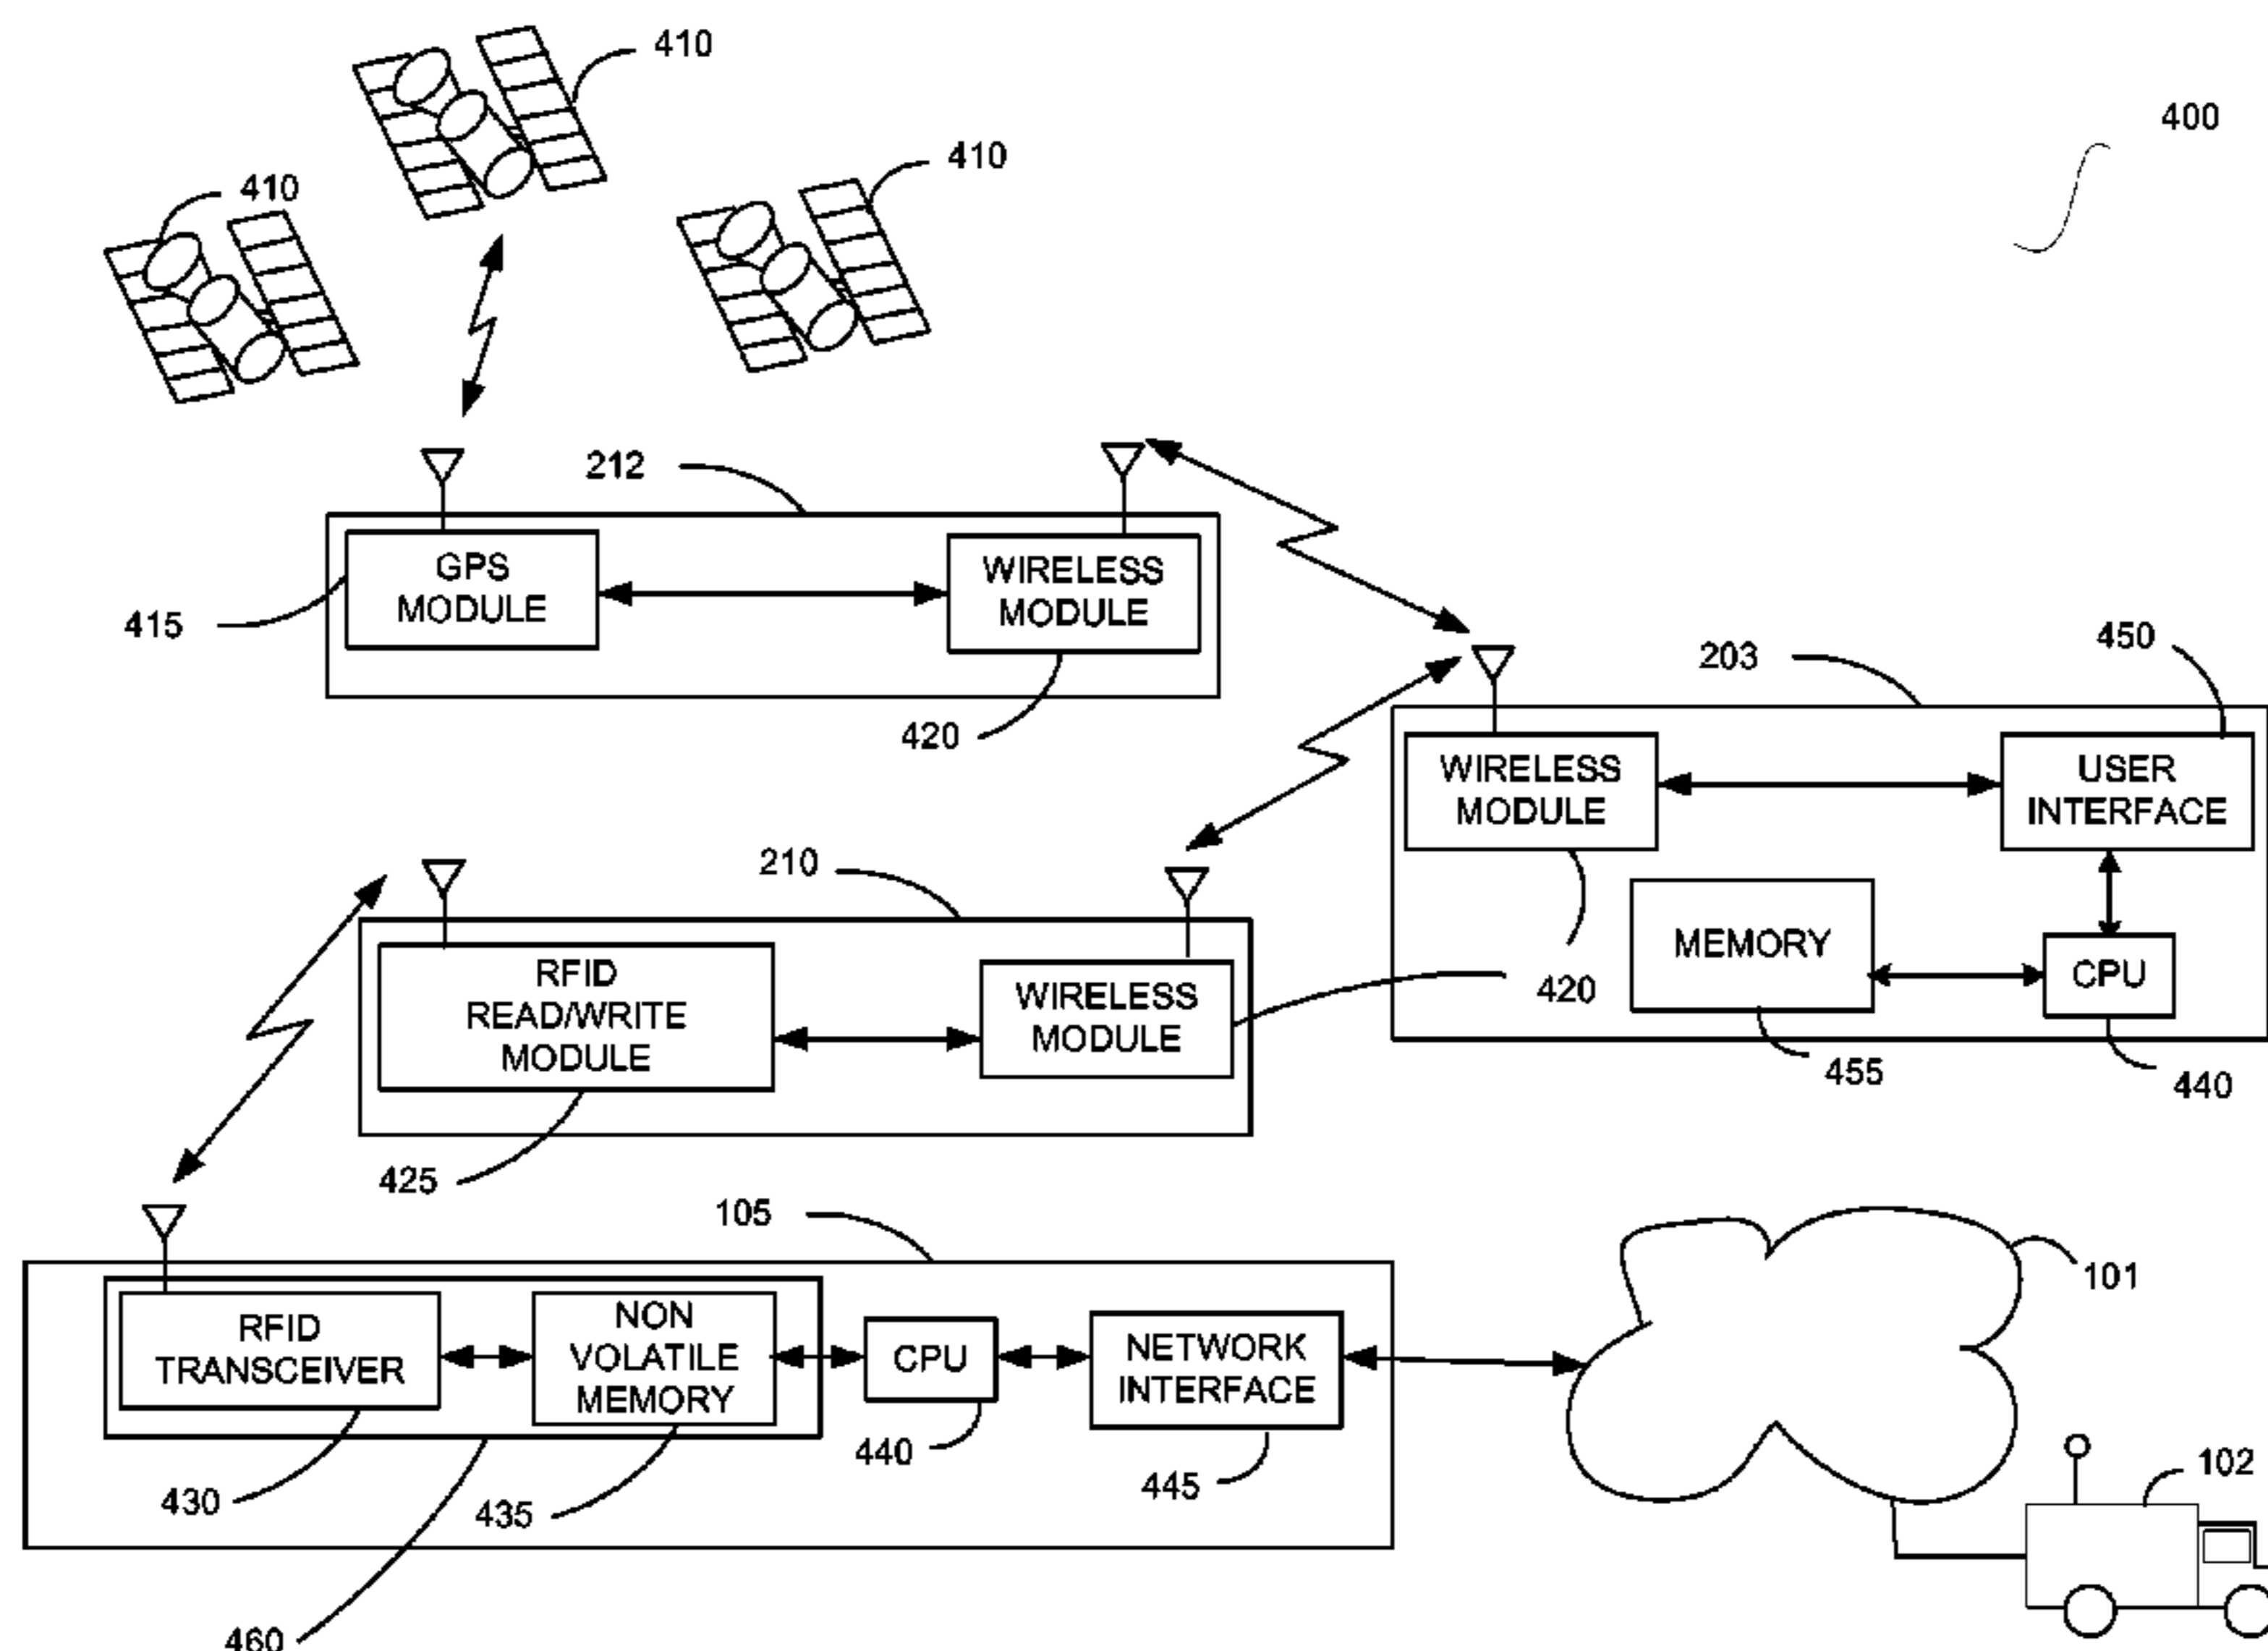 410
400
410
410
212
GPS
MODULE
WIRELESS
MODULE
415
420
203
450
WIRELESS
MODULE
USER
INTERFACE
MEMORY
CPU
420
455
440
210
RFID
READ/WRITE
MODULE
WIRELESS
MODULE
425
105
RFID
TRANSCEIVER
NON
VOLATILE
MEMORY
CPU
NETWORK
INTERFACE
430
435
440
445
460
101
102